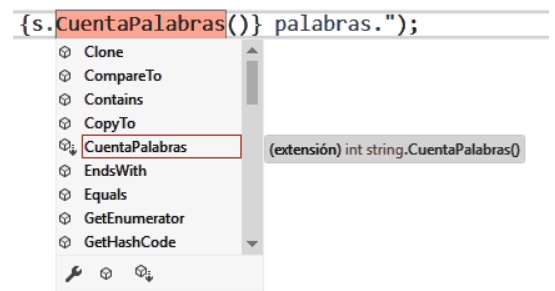 {s.CuentaPalabras()} palabras.");
Clone
CompareTo
Contains
CopyTo
CuentaPalabras
(extensión) int string.CuentaPalabras()
EndsWith
Equals
GetEnumerator
GetHashCode